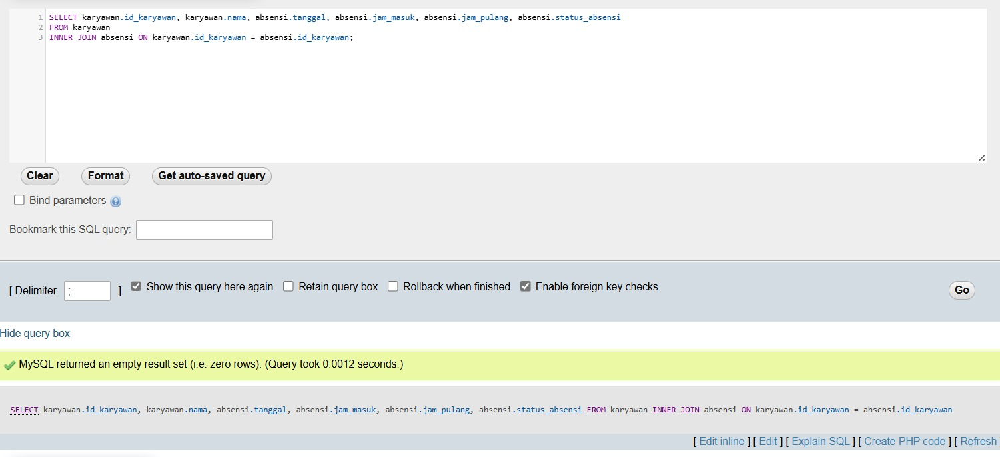 1 SELECT karyawan.id_karyawan, karyawan.nama, absensi.tanggal, absensi.jam_masuk, absensi.jam_pulang, absensi.status_absensi
2 FROM karyawan
3 INNER JOIN absensi ON karyawan.id_karyawan = absensi.id_karyawan;
Clear Format Get auto-saved query
Bind parameters
Bookmark this SQL query:
[ Delimiter ; ] Show this query here again Retain query box Rollback when finished Enable foreign key checks Go
Hide query box
MySQL returned an empty result set (i.e. zero rows). (Query took 0.0012 seconds.)
SELECT karyawan.id_karyawan, karyawan.nama, absensi.tanggal, absensi.jam_masuk, absensi.jam_pulang, absensi.status_absensi FROM karyawan INNER JOIN absensi ON karyawan.id_karyawan = absensi.id_karyawan
[ Edit inline ] [ Edit ] [ Explain SQL ] [ Create PHP code ] [ Refresh